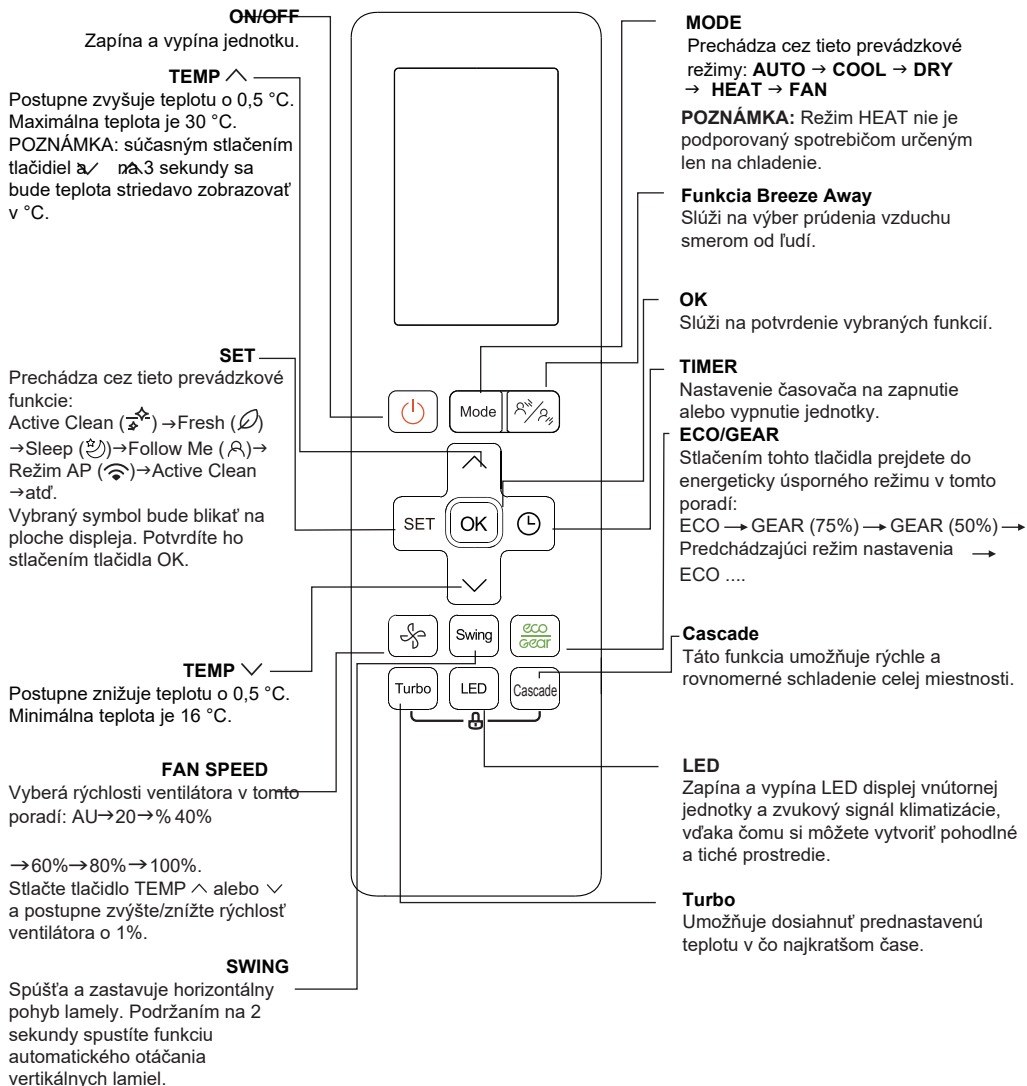 ON/OFF
Zapína a vypína jednotku.
TEMP ︿
Postupne zvyšuje teplotu o 0,5 °C.
Maximálna teplota je 30 °C.
POZNÁMKA: súčasným stlačením
tlačidiel a na 3 sekundy sa
bude teplota striedavo zobrazovať
v °C.
SET
Prechádza cez tieto prevádzkové
funkcie:
Active Clean ( ) →Fresh ( )
→Sleep ( )→Follow Me ( )→
Režim AP ( )→Active Clean
→atď.
Vybraný symbol bude blikať na
ploche displeja. Potvrdíte ho
stlačením tlačidla OK.
TEMP ﹀
Postupne znižuje teplotu o 0,5 °C.
Minimálna teplota je 16 °C.
FAN SPEED
Vyberá rýchlosti ventilátora v tomto
poradí: AU→20→% 40%
→60%→80%→100%.
Stlačte tlačidlo TEMP ︿ alebo ﹀
a postupne zvýšte/znížte rýchlosť
ventilátora o 1%.
SWING
Spúšťa a zastavuje horizontálny
pohyb lamely. Podržaním na 2
sekundy spustíte funkciu
automatického otáčania
vertikálnych lamiel.
Mode
SET
OK
Swing
eco
gear
Turbo
LED
Cascade
MODE
Prechádza cez tieto prevádzkové
režimy: AUTO → COOL → DRY
→ HEAT → FAN
POZNÁMKA: Režim HEAT nie je
podporovaný spotrebičom určeným
len na chladenie.
Funkcia Breeze Away
Slúži na výber prúdenia vzduchu
smerom od ľudí.
OK
Slúži na potvrdenie vybraných funkcií.
TIMER
Nastavenie časovača na zapnutie
alebo vypnutie jednotky.
ECO/GEAR
Stlačením tohto tlačidla prejdete do
energeticky úsporného režimu v tomto
poradí:
ECO → GEAR (75%) → GEAR (50%) →
Predchádzajúci režim nastavenia →
ECO ....
Cascade
Táto funkcia umožňuje rýchle a
rovnomerné schladenie celej miestnosti.
LED
Zapína a vypína LED displej vnútornej
jednotky a zvukový signál klimatizácie,
vďaka čomu si môžete vytvoriť pohodlné
a tiché prostredie.
Turbo
Umožňuje dosiahnuť prednastavenú
teplotu v čo najkratšom čase.